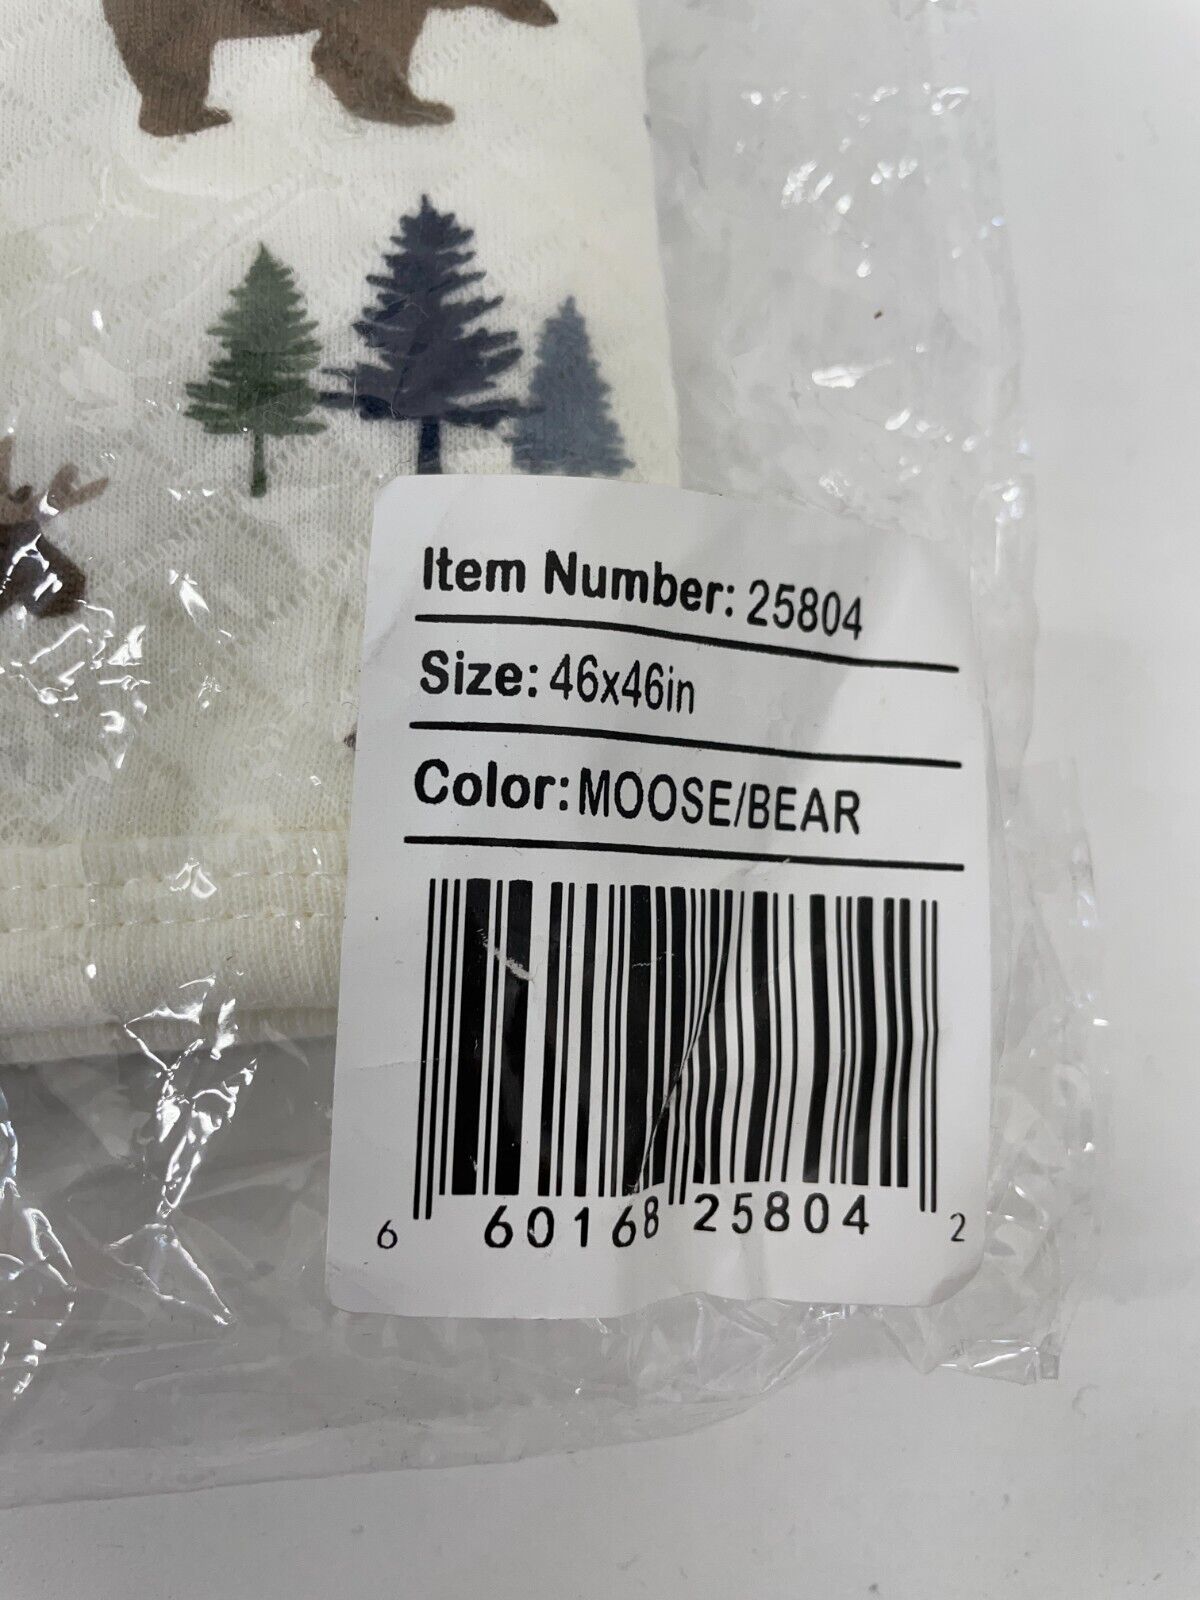 Item Number: 25804
Size: 46x46in
Color: MOOSE/BEAR
6 60168 25804 2